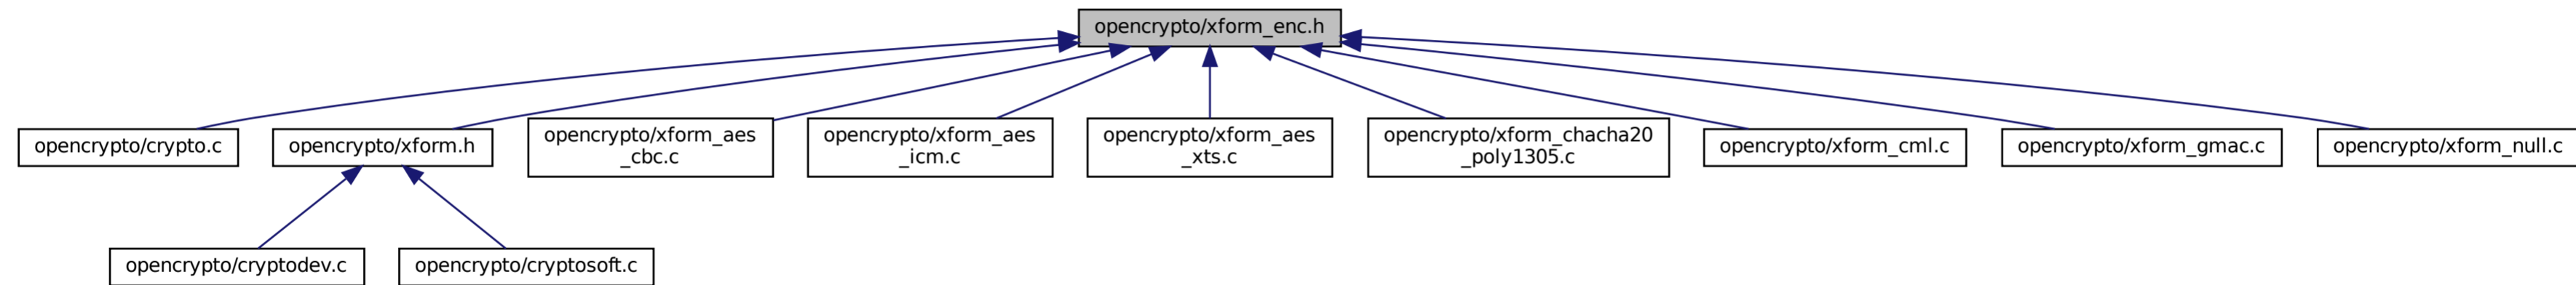 opencrypto/xform_enc.h
opencrypto/crypto.c
opencrypto/xform.h
opencrypto/xform_aes
_cbc.c
opencrypto/xform_aes
_icm.c
opencrypto/xform_aes
_xts.c
opencrypto/xform_chacha20
_poly1305.c
opencrypto/xform_cml.c
opencrypto/xform_gmac.c
opencrypto/xform_null.c
opencrypto/cryptodev.c
opencrypto/cryptosoft.c